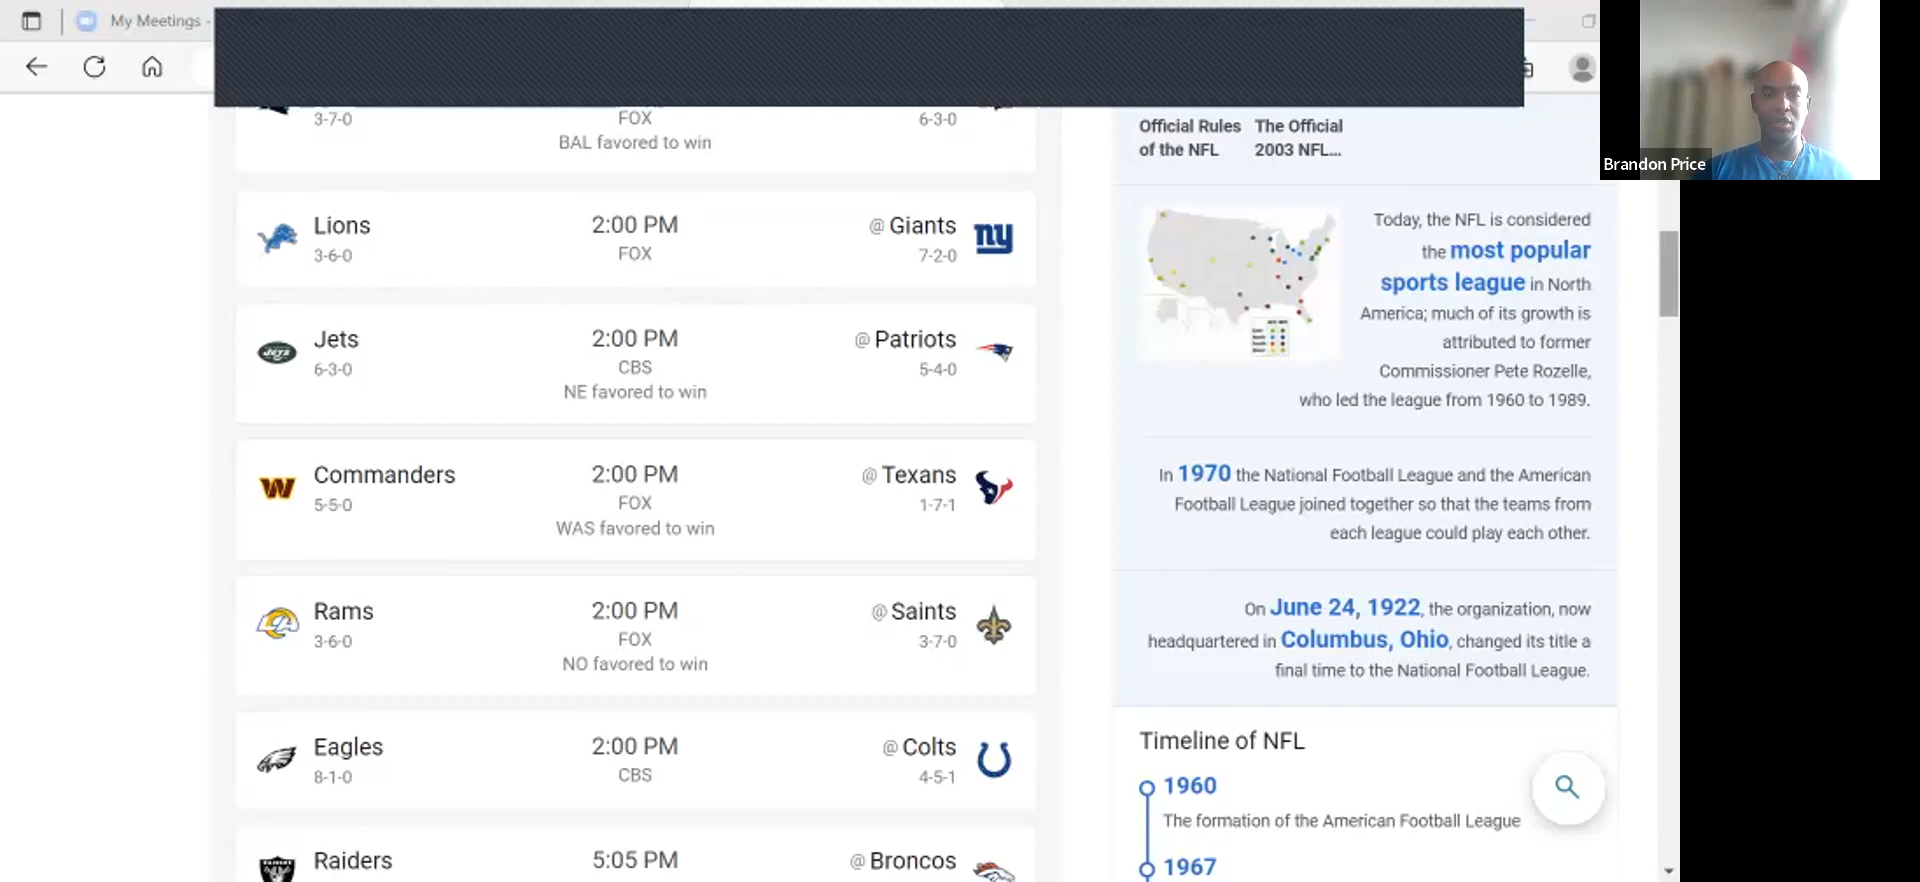 My Meetings -
3-7-0
FOX
6-3-0
BAL favored to win
Lions
2:00 PM
@ Giants
3-6-0
FOX
7-2-0
ny
Jets
2:00 PM
@ Patriots
JETS
6-3-0
CBS
5-4-0
NE favored to win
Commanders
2:00 PM
@ Texans
W
5-5-0
FOX
1-7-1
WAS favored to win
Rams
2:00 PM
@ Saints
3-6-0
FOX
3-7-0
NO favored to win
Eagles
2:00 PM
@ Colts
8-1-0
CBS
4-5-1
Raiders
5:05 PM
@ Broncos
RAIDERS
Official Rules
of the NFL
The Official
2003 NFL...
Today, the NFL is considered
the most popular
sports league in North
America; much of its growth is
attributed to former
Commissioner Pete Rozelle,
who led the league from 1960 to 1989.
In 1970 the National Football League and the American
Football League joined together so that the teams from
each league could play each other.
On June 24, 1922, the organization, now
headquartered in Columbus, Ohio, changed its title a
final time to the National Football League.
Timeline of NFL
1960
The formation of the American Football League
1967
Brandon Price